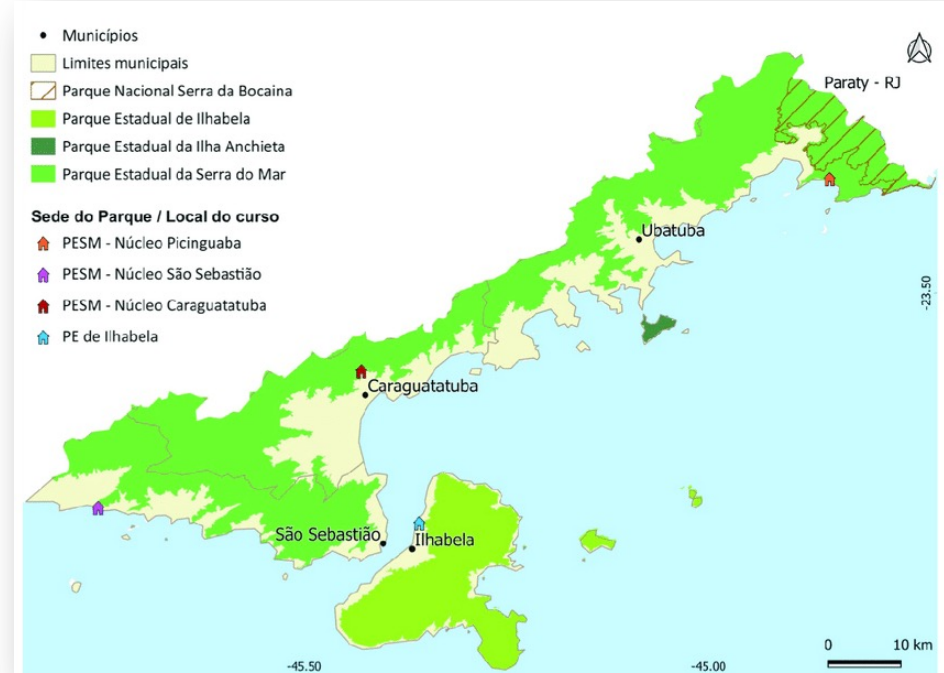 Municípios
Limites municipais
Parque Nacional Serra da Bocaina
Parque Estadual de Ilhabela
Parque Estadual da Ilha Anchieta
Parque Estadual da Serra do Mar
Sede do Parque / Local do curso
PESM - Núcleo Picinguaba
PESM - Núcleo São Sebastião
PESM - Núcleo Caraguatatuba
PE de Ilhabela
Paraty - RJ
Ubatuba
-23.50
Caraguatatuba
São Sebastião
Ilhabela
-45.50
-45.00
0 10 km